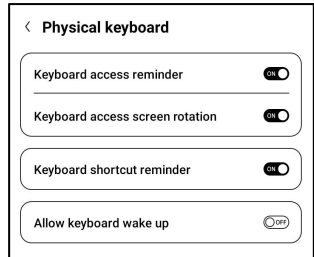 Physical keyboard
Keyboard access reminder ON
Keyboard access screen rotation ON
Keyboard shortcut reminder ON
Allow keyboard wake up OFF